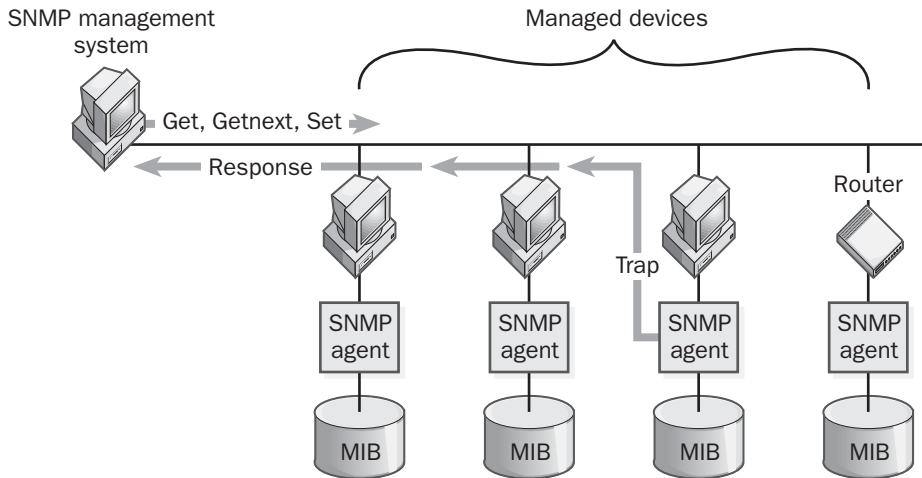 SNMP management
system
Managed devices
Get, Getnext, Set
Response
Router
Trap
SNMP
agent
SNMP
agent
SNMP
agent
SNMP
agent
MIB
MIB
MIB
MIB